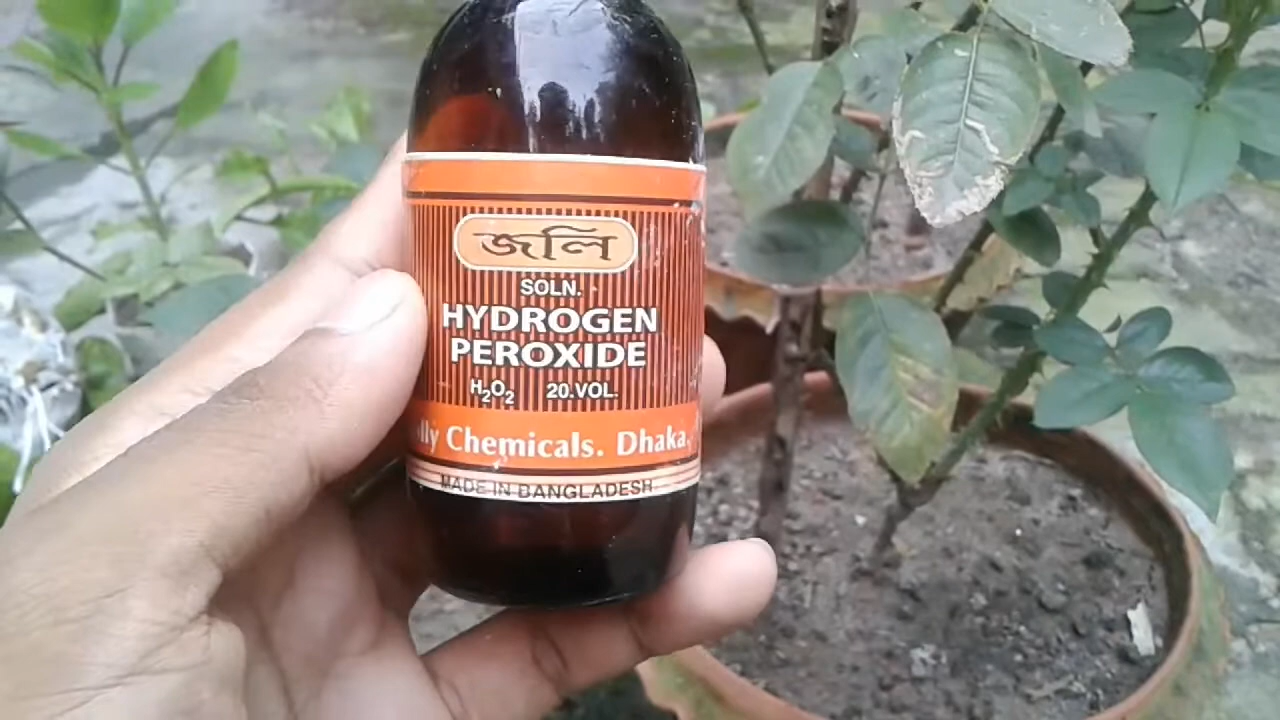 জলি
SOLN.
HYDROGEN
PEROXIDE
H₂O₂ 20.VOL.
Chemicals. Dhaka.
MADE IN BANGLADESH